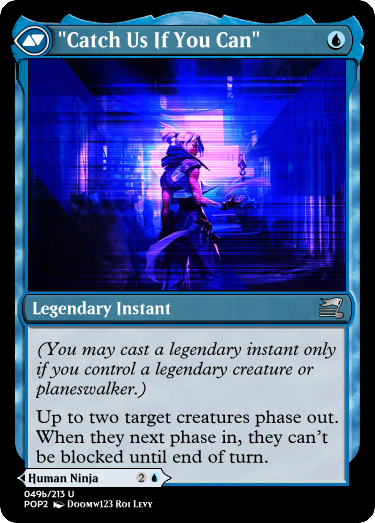 "Catch Us If You Can"
Legendary Instant
(You may cast a legendary instant only
if you control a legendary creature or
planeswalker.)
Up to two target creatures phase out.
When they next phase in, they can't
be blocked until end of turn.
Human Ninja 2
049b/213 U
POP2 Doomw123 Roi Levy